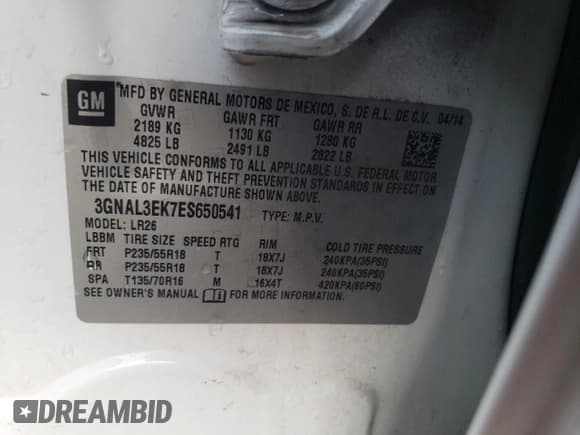 GM
MFD BY GENERAL MOTORS DE MEXICO, S. DE R.L. DE C.V. 04/14
GVWR GAWR FRT GAWR RR
2189 KG 1130 KG 1280 KG
4825 LB 2491 LB 2822 LB
THIS VEHICLE CONFORMS TO ALL APPLICABLE U.S. FEDERAL MOTOR
VEHICLE SAFETY AND THEFT PREVENTION STANDARDS IN EFFECT ON
THE DATE OF MANUFACTURE SHOWN ABOVE.
3GNAL3EK7ES650541 TYPE: M.P.V.
MODEL: LR26
LBBM TIRE SIZE SPEED RTG RIM COLD TIRE PRESSURE
FRT P235/55R18 T 18X7J 240KPA(35PSI)
RR P235/55R18 T 18X7J 240KPA(35PSI)
SPA T135/70R16 M 16X4T 420KPA(60PSI)
SEE OWNER'S MANUAL FOR MORE INFORMATION
DREAMBID